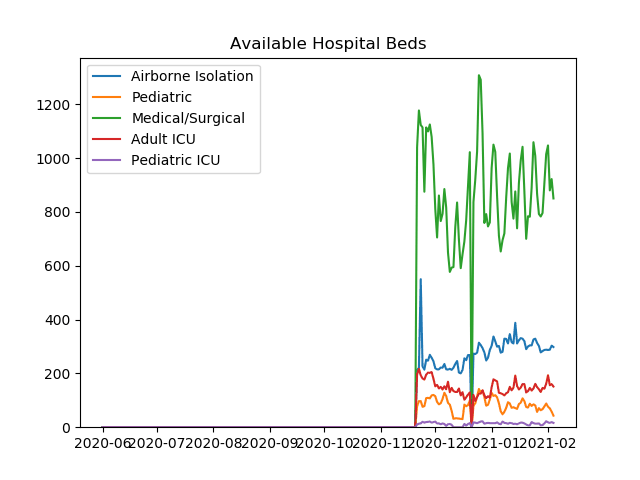 Available Hospital Beds
Airborne Isolation
Pediatric
Medical/Surgical
Adult ICU
Pediatric ICU
1200
1000
800
600
400
200
0
2020-06 2020-07 2020-08 2020-09 2020-10 2020-11 2020-12 2021-01 2021-02